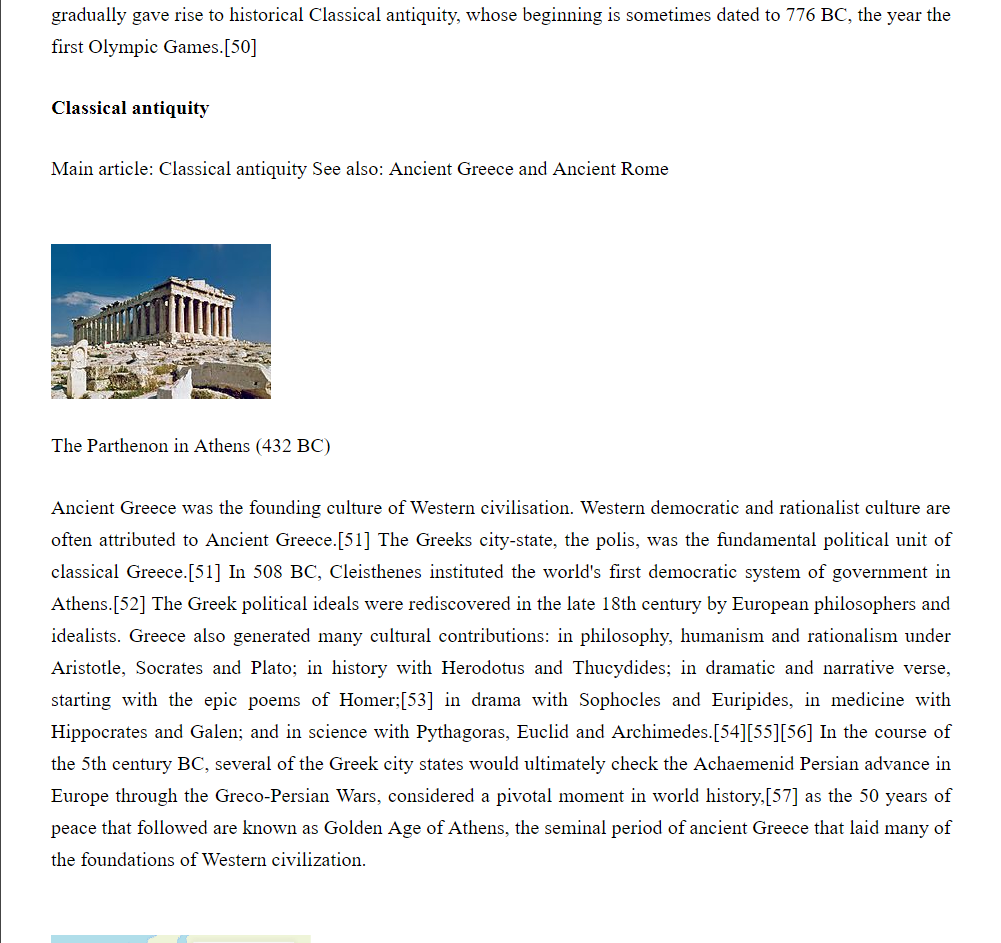 gradually gave rise to historical Classical antiquity, whose beginning is sometimes dated to 776 BC, the year the
first Olympic Games.[50]
Classical antiquity
Main article: Classical antiquity See also: Ancient Greece and Ancient Rome
The Parthenon in Athens (432 BC)
Ancient Greece was the founding culture of Western civilisation. Western democratic and rationalist culture are
often attributed to Ancient Greece.[51] The Greeks city-state, the polis, was the fundamental political unit of
classical Greece.[51] In 508 BC, Cleisthenes instituted the world's first democratic system of government in
Athens.[52] The Greek political ideals were rediscovered in the late 18th century by European philosophers and
idealists. Greece also generated many cultural contributions: in philosophy, humanism and rationalism under
Aristotle, Socrates and Plato; in history with Herodotus and Thucydides; in dramatic and narrative verse,
starting with the epic poems of Homer;[53] in drama with Sophocles and Euripides, in medicine with
Hippocrates and Galen; and in science with Pythagoras, Euclid and Archimedes.[54][55][56] In the course of
the 5th century BC, several of the Greek city states would ultimately check the Achaemenid Persian advance in
Europe through the Greco-Persian Wars, considered a pivotal moment in world history,[57] as the 50 years of
peace that followed are known as Golden Age of Athens, the seminal period of ancient Greece that laid many of
the foundations of Western civilization.